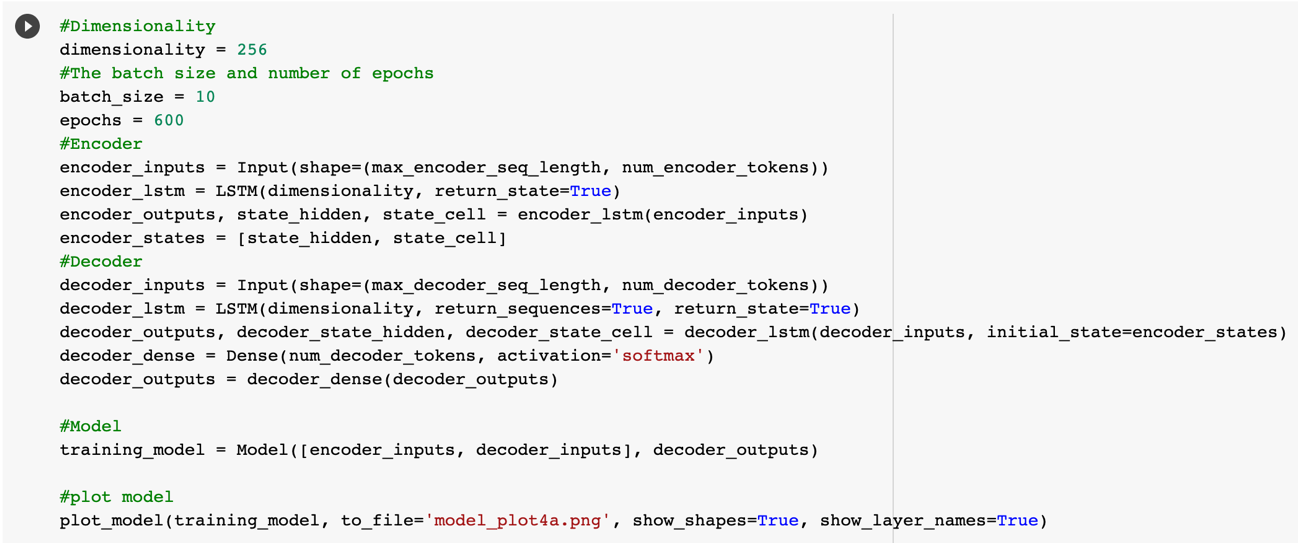 #Dimensionality
dimensionality = 256
#The batch size and number of epochs
batch_size = 10
epochs = 600
#Encoder
encoder_inputs = Input(shape=(max_encoder_seq_length, num_encoder_tokens))
encoder_lstm = LSTM(dimensionality, return_state=True)
encoder_outputs, state_hidden, state_cell = encoder_lstm(encoder_inputs)
encoder_states = [state_hidden, state_cell]
#Decoder
decoder_inputs = Input(shape=(max_decoder_seq_length, num_decoder_tokens))
decoder_lstm = LSTM(dimensionality, return_sequences=True, return_state=True)
decoder_outputs, decoder_state_hidden, decoder_state_cell = decoder_lstm(decoder_inputs, initial_state=encoder_states)
decoder_dense = Dense(num_decoder_tokens, activation='softmax')
decoder_outputs = decoder_dense(decoder_outputs)
#Model
training_model = Model([encoder_inputs, decoder_inputs], decoder_outputs)
#plot model
plot_model(training_model, to_file='model_plot4a.png', show_shapes=True, show_layer_names=True)